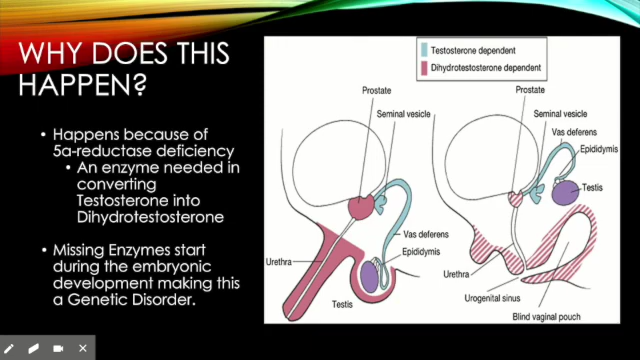 WHY DOES THIS
HAPPEN?
• Happens because of
5a-reductase deficiency
• An enzyme needed in
converting
Testosterone into
Dihydrotestosterone
• Missing Enzymes start
during the embryonic
development making this
a Genetic Disorder.
Testosterone dependent
Dihydrotestosterone dependent
Prostate
Seminal vesicle
Vas deferens
Epididymis
Urethra
Testis
Prostate
Seminal vesicle
Vas deferens
Epididymis
Testis
Urethra
Urogenital sinus
Blind vaginal pouch